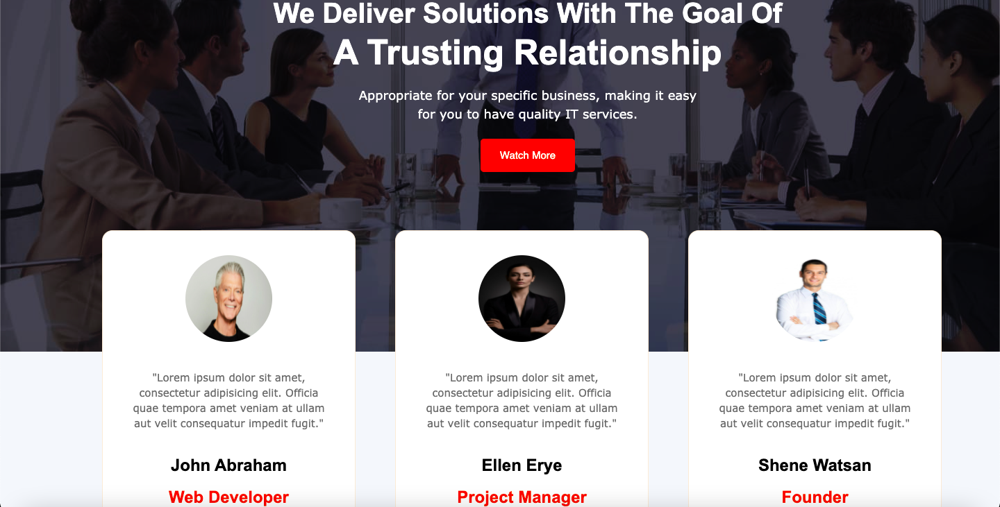 We Deliver Solutions With The Goal Of
A Trusting Relationship
Appropriate for your specific business, making it easy
for you to have quality IT services.
Watch More
"Lorem ipsum dolor sit amet,
consectetur adipisicing elit. Officia
quae tempora amet veniam at ullam
aut velit consequatur impedit fugit."
John Abraham
Web Developer
"Lorem ipsum dolor sit amet,
consectetur adipisicing elit. Officia
quae tempora amet veniam at ullam
aut velit consequatur impedit fugit."
Ellen Erye
Project Manager
"Lorem ipsum dolor sit amet,
consectetur adipisicing elit. Officia
quae tempora amet veniam at ullam
aut velit consequatur impedit fugit."
Shene Watsan
Founder